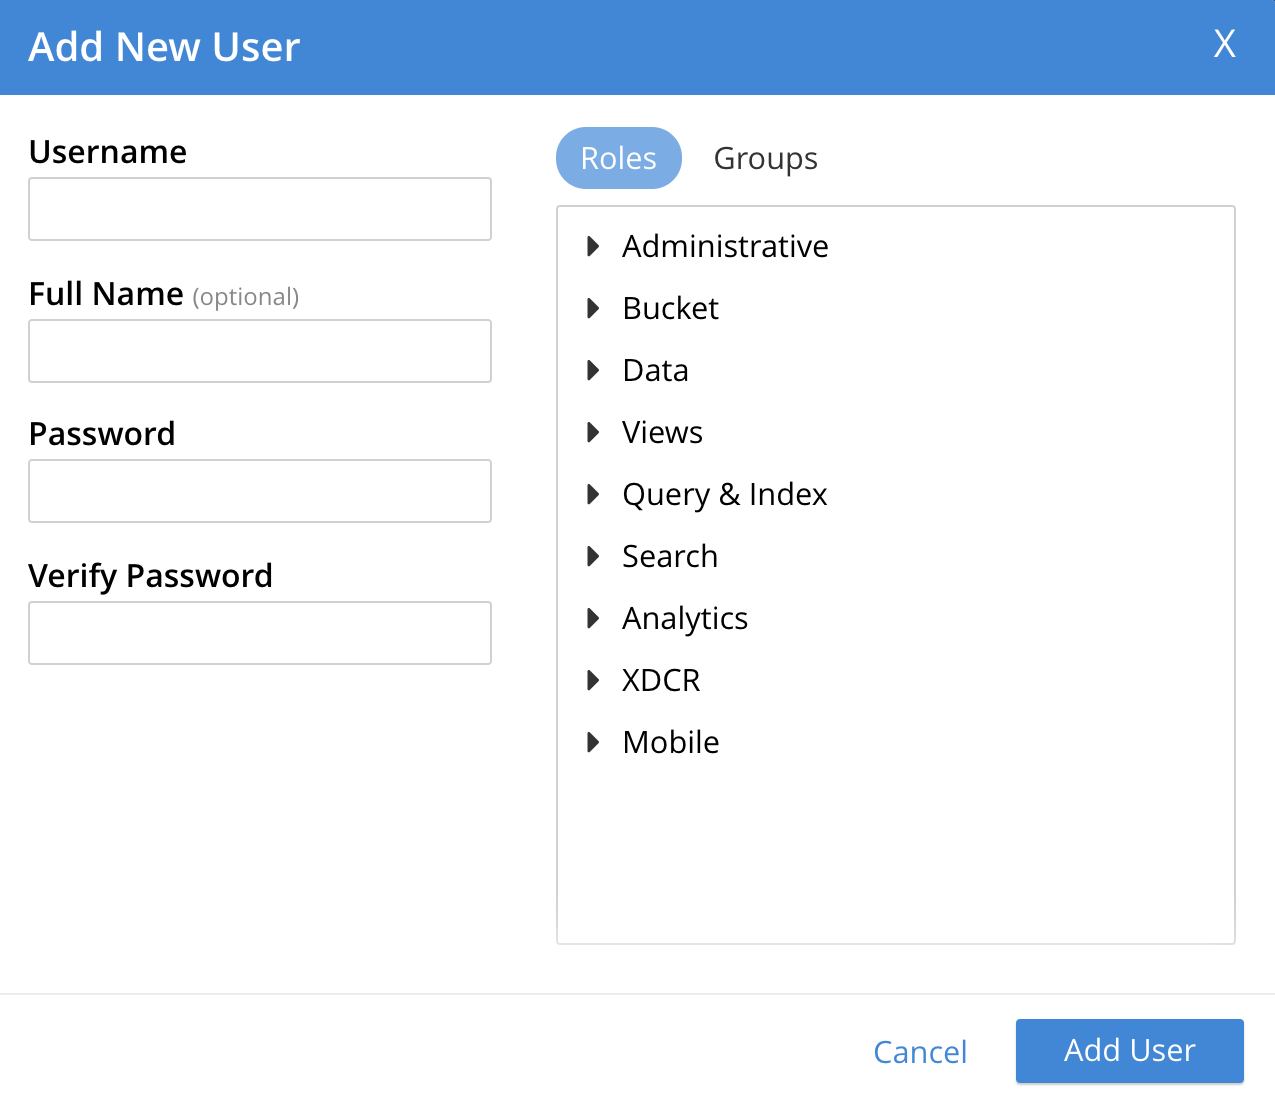 Add New User
X
Username
Full Name (optional)
Password
Verify Password
Roles
Groups
Administrative
Bucket
Data
Views
Query & Index
Search
Analytics
XDCR
Mobile
Cancel
Add User